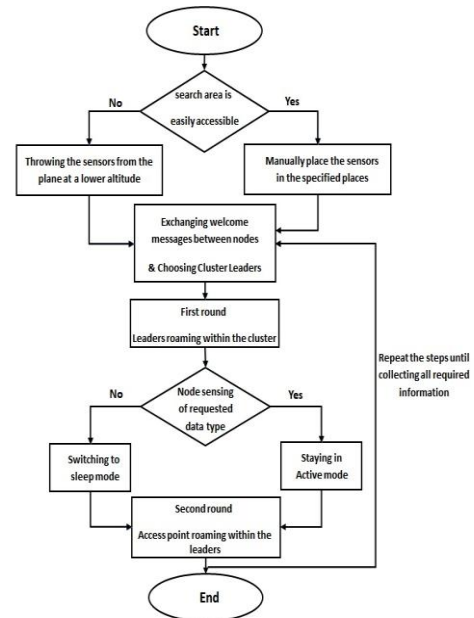 Start
search area is
easily accessible
No
Yes
Throwing the sensors from the
plane at a lower altitude
Manually place the sensors
in the specified places
Exchanging welcome
messages between nodes
& Choosing Cluster Leaders
First round
Leaders roaming within the cluster
Repeat the steps until
collecting all required
information
Node sensing
of requested
data type
No
Yes
Switching to
sleep mode
Staying in
Active mode
Second round
Access point roaming within the
leaders
End